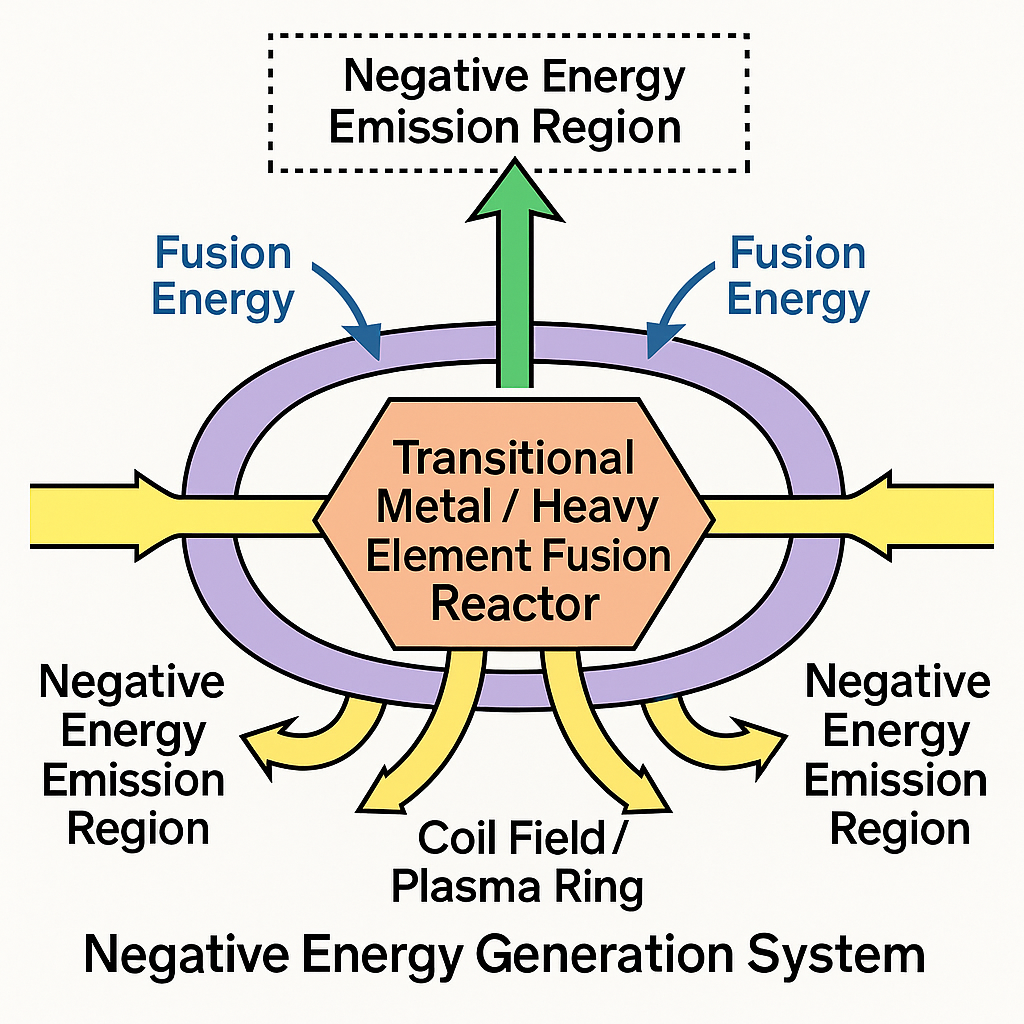 Negative Energy
Emission Region
Fusion
Energy
Fusion
Energy
Transitional
Metal / Heavy
Element Fusion
Reactor
Negative
Energy
Emission
Region
Negative
Energy
Emission
Region
Coil Field /
Plasma Ring
Negative Energy Generation System